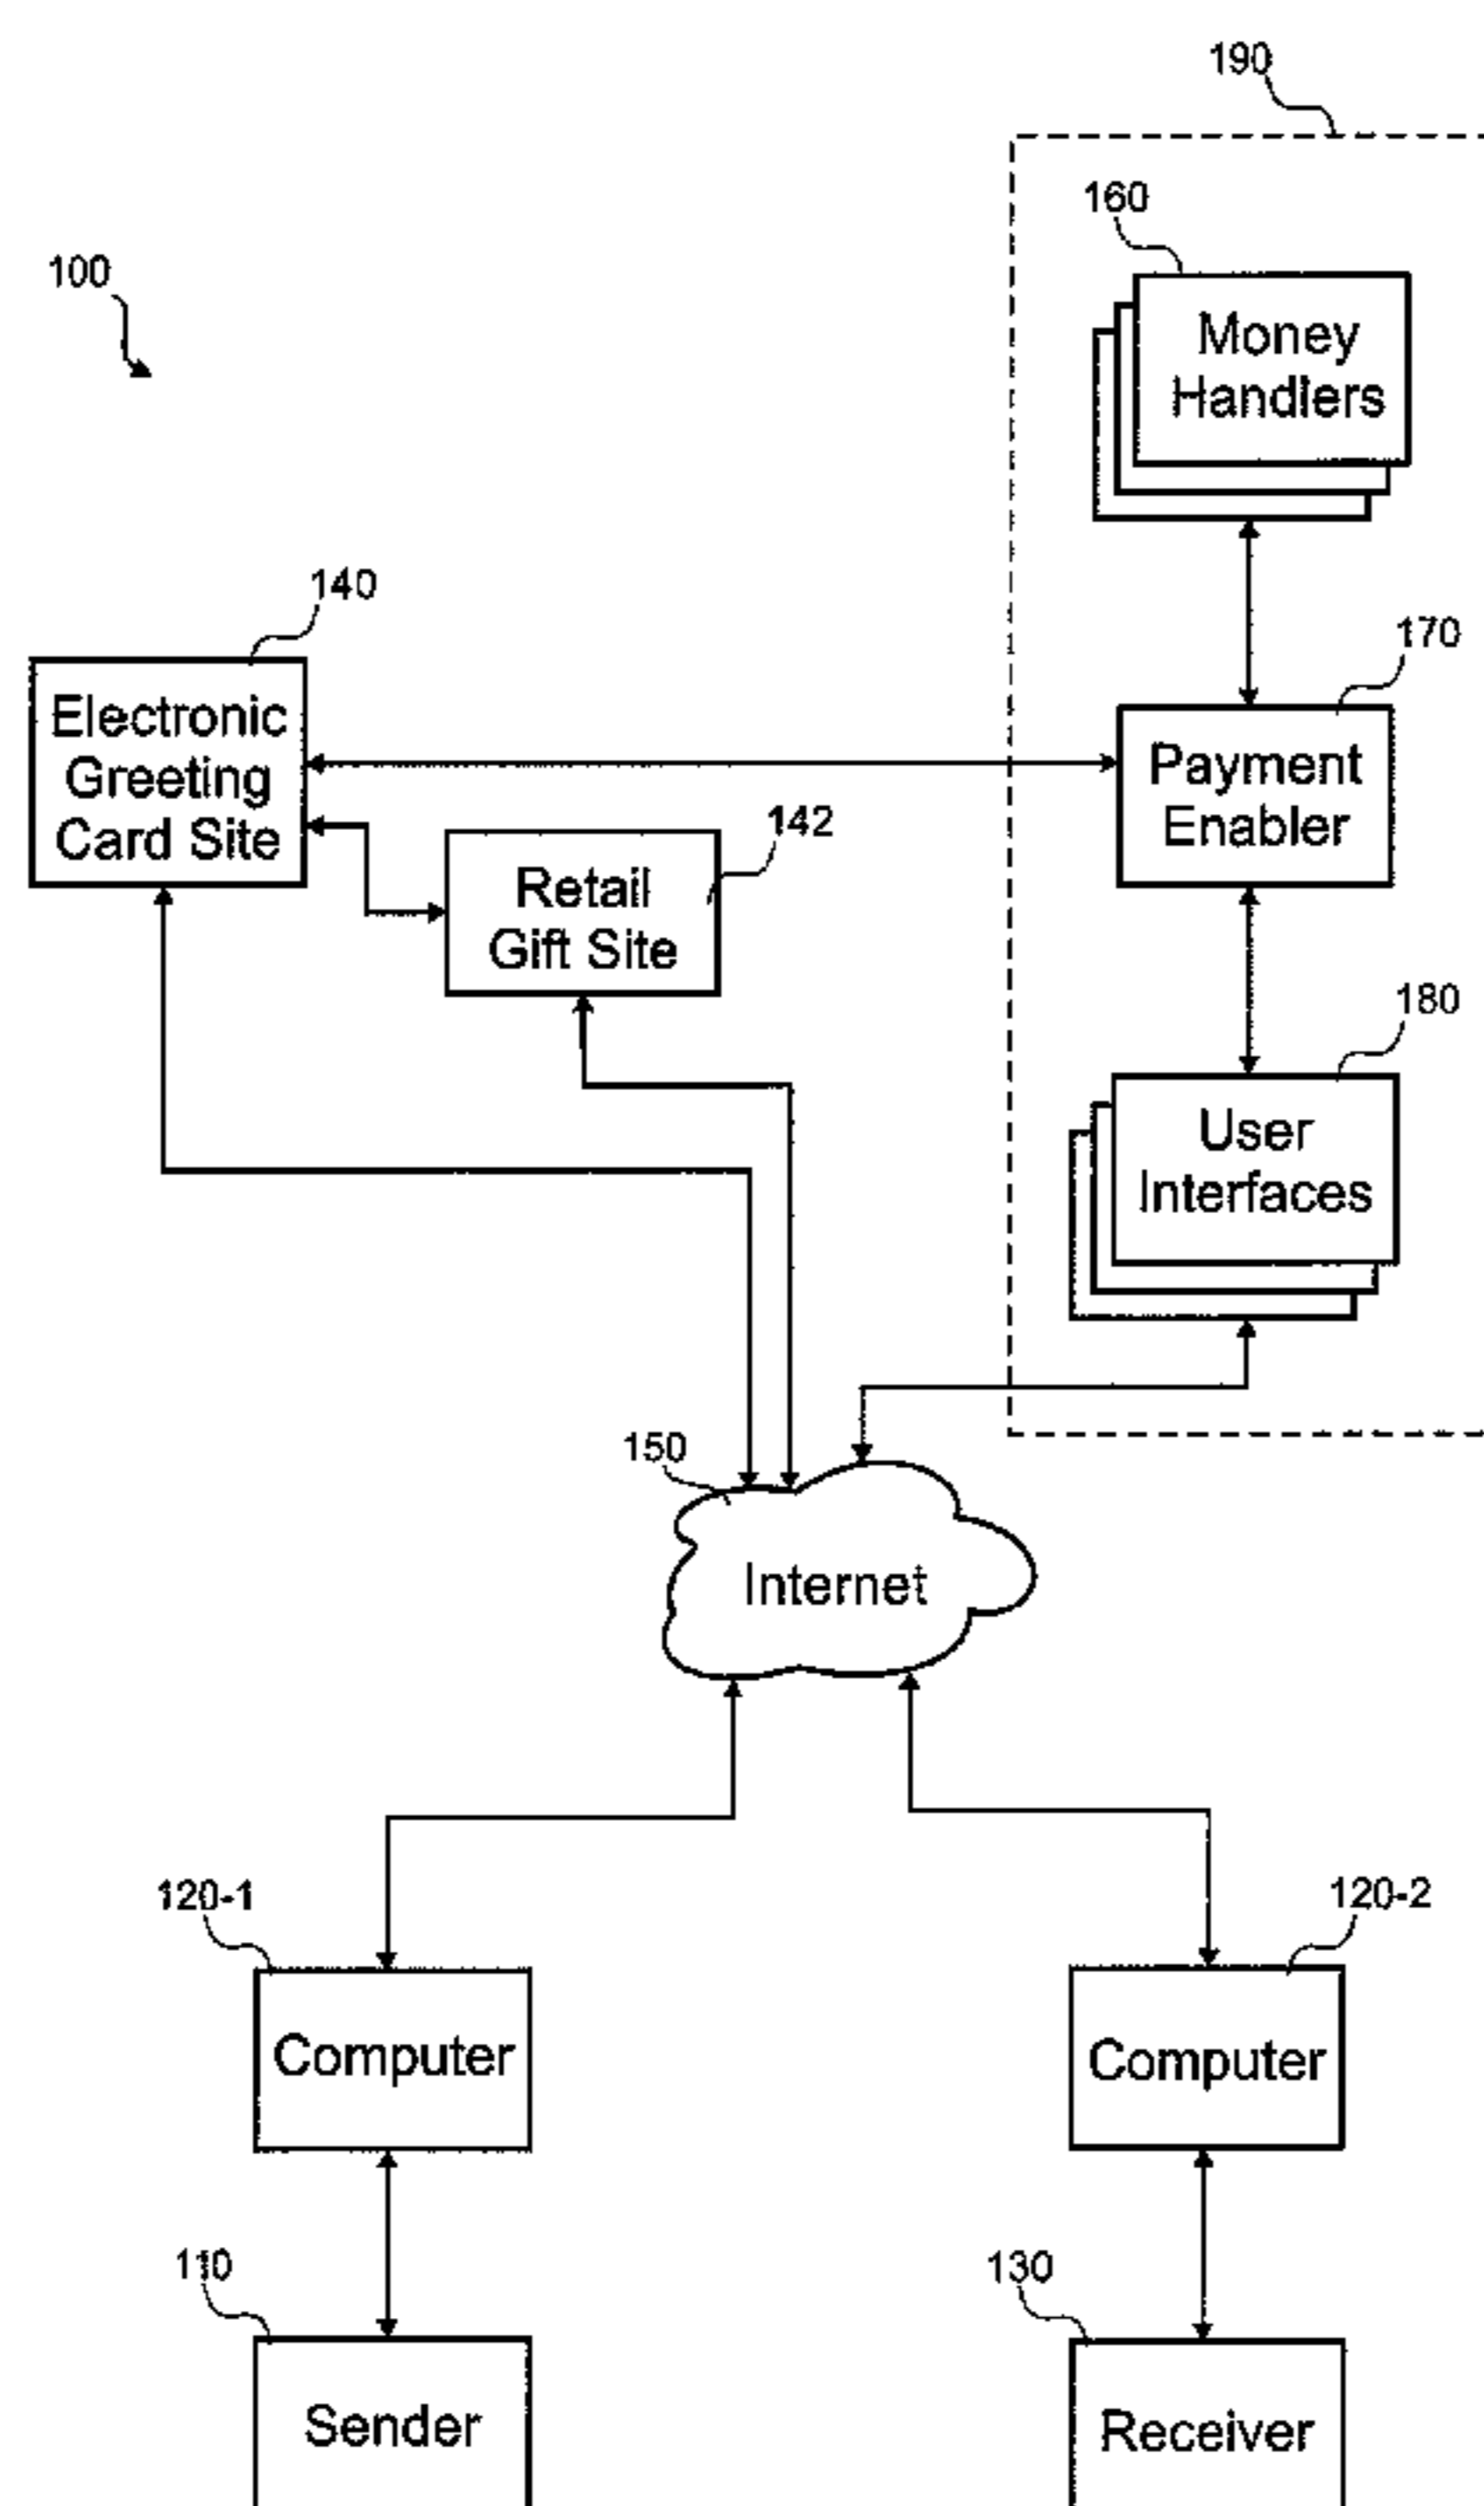 190
160
100
Money
Handlers
140
170
Electronic
Greeting
Card Site
Payment
Enabler
142
Retail
Gift Site
180
User
Interfaces
150
Internet
120-1
120-2
Computer
Computer
110
130
Sender
Receiver